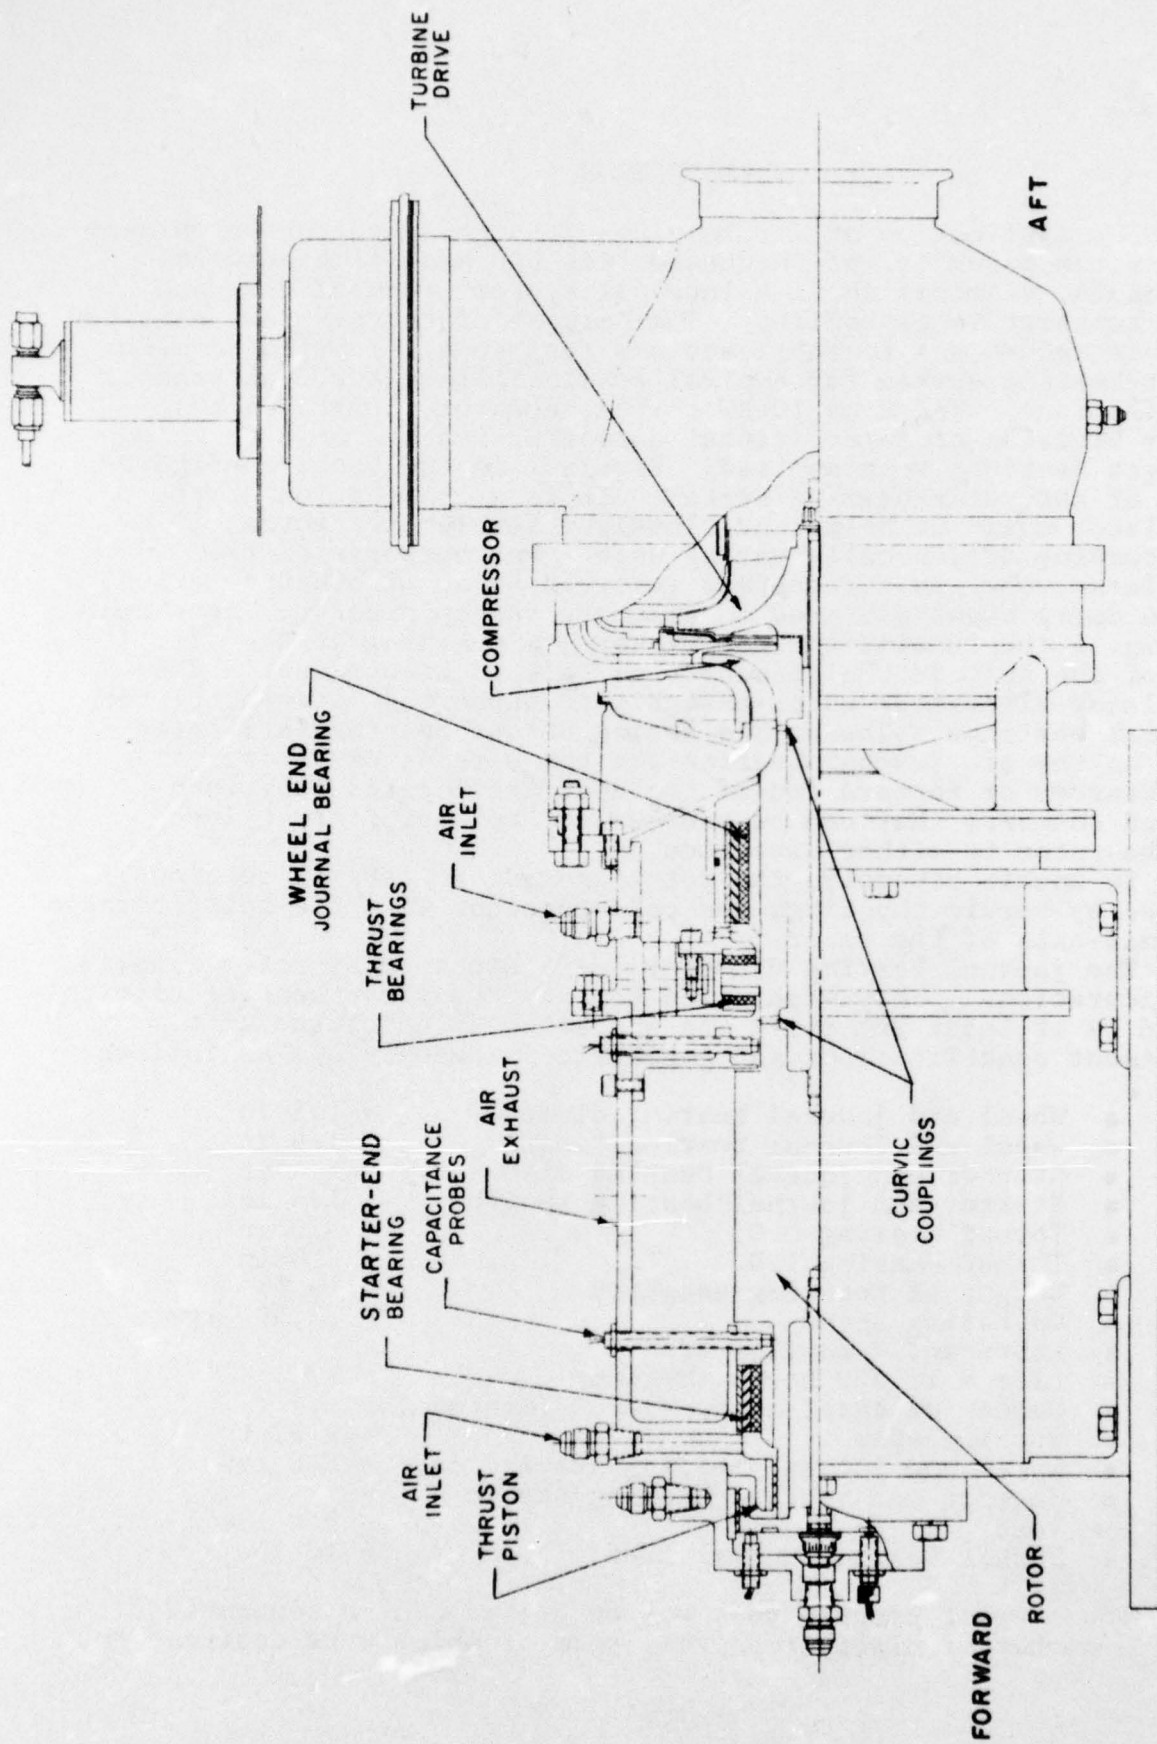 TURBINE
DRIVE
COMPRESSOR
WHEEL END
JOURNAL BEARING
AIR
INLET
THRUST
BEARINGS
AIR
EXHAUST
CAPACITANCE
PROBES
STARTER-END
BEARING
AIR
INLET
THRUST
PISTON
CURVIC
COUPLINGS
ROTOR
FORWARD
AFT